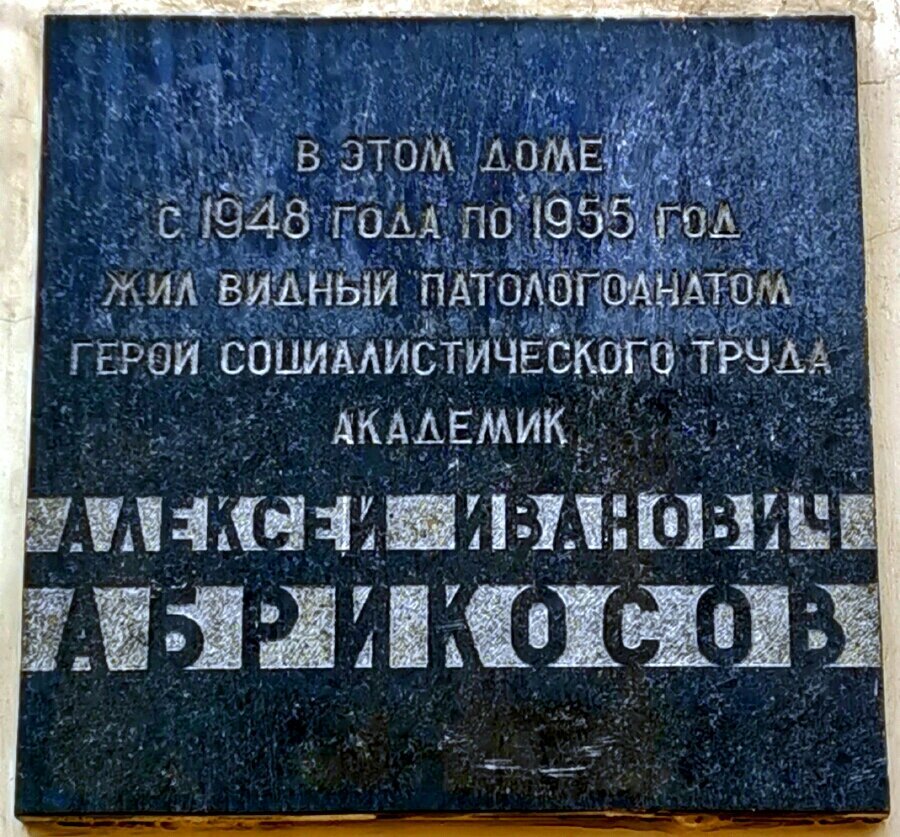 В ЭТОМ ДОМЕ
С 1948 ГОДА ПО 1955 ГОД
ЖИЛ ВИДНЫЙ ПАТОЛОГОАНАТОМ
ГЕРОЙ СОЦИАЛИСТИЧЕСКОГО ТРУДА
АКАДЕМИК
АЛЕКСЕЙ ИВАНОВИЧ
АБРИКОСОВ